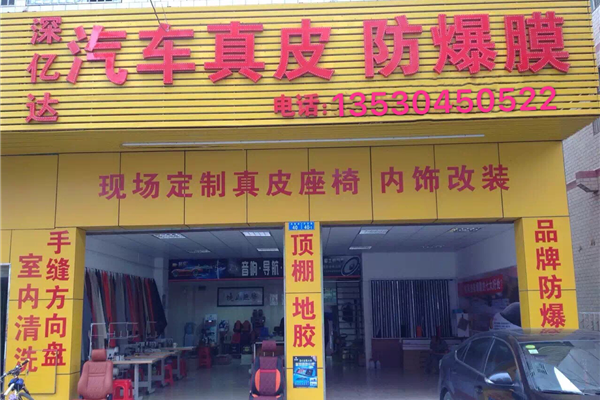 深亿达
汽车真皮 防爆膜
电话:13530450522
现场定制真皮座椅 内饰改装
手缝方向盘
室内清洗
顶棚 地胶
品牌防爆
音响·导航